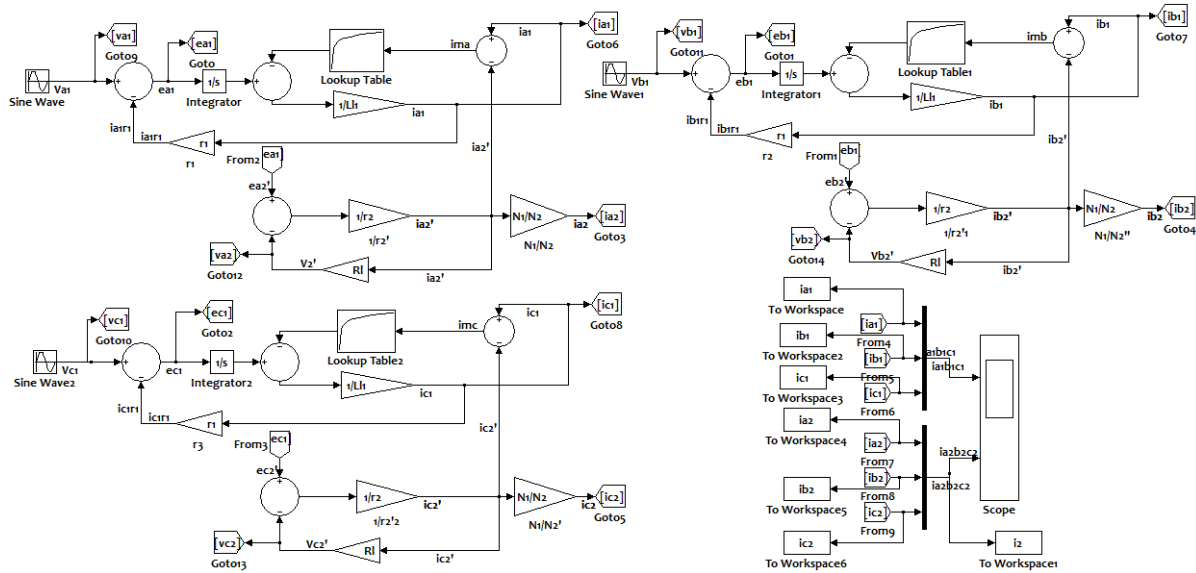 [va1]
Goto9
[ea1]
Goto
Va1
Sine Wave
ea1
1/s
Integrator
Lookup Table
ima
ia1
[ia1]
Goto6
1/Ll1
ia1
ia1r1
ia1r1
r1
r1
ia2'
From2
ea1]
ea2'
1/r2
1/r2'
ia2'
N1/N2
N1/N2
ia2
[ia2]
Goto3
[va2]
Goto12
V2'
Rl
ia2'
[vb1]
Goto11
[eb1]
Goto1
Vb1
Sine Wave1
eb1
1/s
Integrator1
Lookup Table1
imb
ib1
[ib1]
Goto7
1/Ll1
ib1
ib1r1
ib1r1
r1
r2
ib2'
From1
eb1
eb2'
1/r2
1/r2'1
ib2'
N1/N2
N1/N2"
ib2
[ib2]
Goto4
[vb2]
Goto14
Vb2'
Rl
ib2'
[vc1]
Goto10
[ec1]
Goto2
Vc1
Sine Wave2
ec1
1/s
Integrator2
Lookup Table2
imc
ic1
[ic1]
Goto8
1/Ll1
ic1
ic1r1
ic1r1
r1
r3
ic2'
From3
ec1]
ec2'
1/r2
1/r2'2
ic2'
N1/N2
N1/N2'
ic2
[ic2]
Goto5
[vc2]
Goto13
Vc2'
Rl
ic2'
ia1
To Workspace
[ia1]
From4
ib1
To Workspace2
[ib1]
From5
a1b1c1
ia1b1c1
ic1
To Workspace3
[ic1]
From6
ia2
To Workspace4
[ia2]
From7
ia2b2c2
[ib2]
From8
ia2b2c2
ib2
To Workspace5
[ic2]
From9
ic2
To Workspace6
Scope
i2
To Workspace1